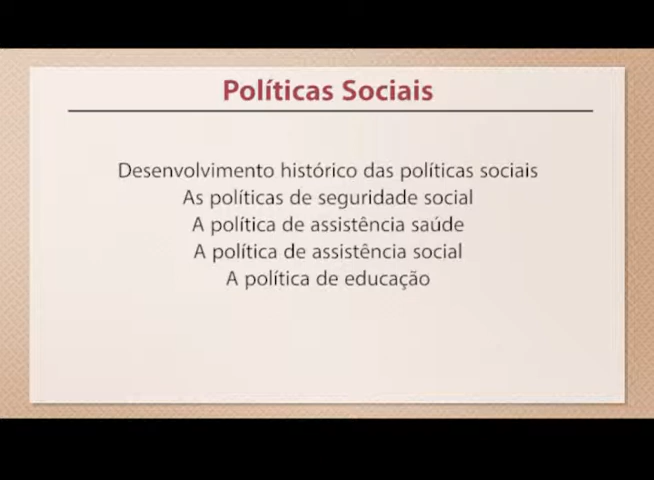 Políticas Sociais
Desenvolvimento histórico das políticas sociais
As políticas de seguridade social
A política de assistência saúde
A política de assistência social
A política de educação